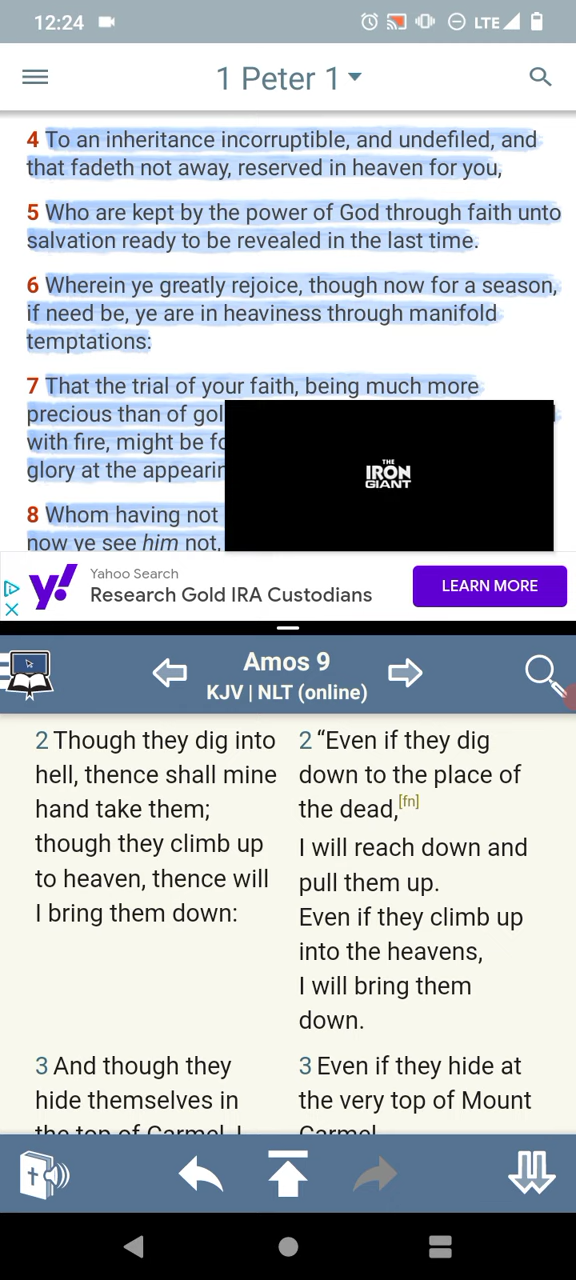 12:24
LTE
1 Peter 1
4 To an inheritance incorruptible, and undefiled, and
that fadeth not away, reserved in heaven for you,
5 Who are kept by the power of God through faith unto
salvation ready to be revealed in the last time.
6 Wherein ye greatly rejoice, though now for a season,
if need be, ye are in heaviness through manifold
temptations:
7 That the trial of your faith, being much more
precious than of gol
with fire, might be fo
glory at the appearin
8 Whom having not
now ye see him not,
THE
IRON
GIANT
Yahoo Search
Research Gold IRA Custodians
LEARN MORE
y!
Amos 9
KJV | NLT (online)
2 Though they dig into
hell, thence shall mine
hand take them;
though they climb up
to heaven, thence will
I bring them down:
3 And though they
hide themselves in
the top of Carmel, I
2 “Even if they dig
down to the place of
the dead,[fn]
I will reach down and
pull them up.
Even if they climb up
into the heavens,
I will bring them
down.
3 Even if they hide at
the very top of Mount
Carmel